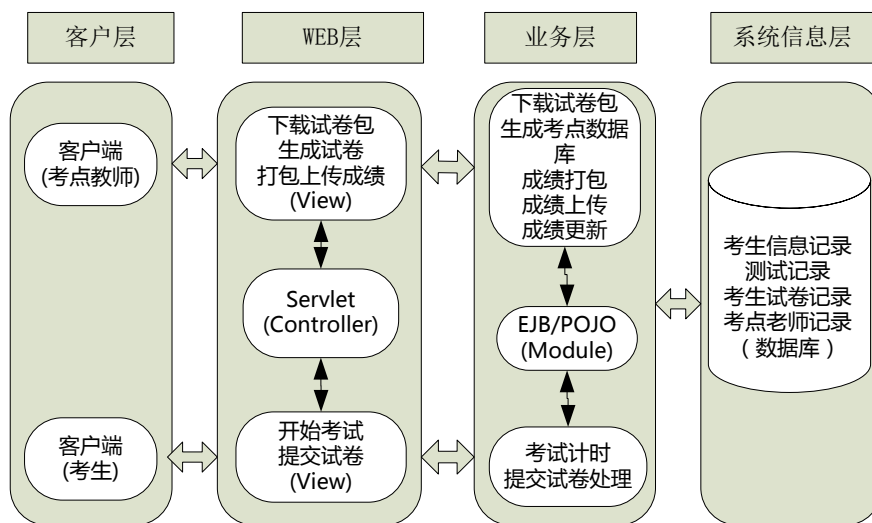 客户层
WEB层
业务层
系统信息层
客户端
(考点教师)
客户端
(考生)
下载试卷包
生成试卷
打包上传成绩
(View)
Servlet
(Controller)
开始考试
提交试卷
(View)
下载试卷包
生成考点数据
库
成绩打包
成绩上传
成绩更新
EJB/POJO
(Module)
考试计时
提交试卷处理
考生信息记录
测试记录
考生试卷记录
考点老师记录
（数据库）